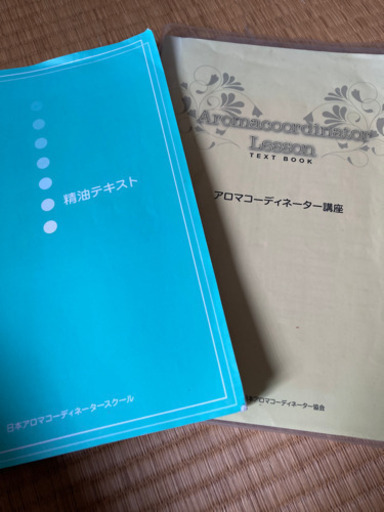 精油テキスト
日本アロマコーディネータースクール
Aromacoordinator
Lesson
TEXT BOOK
アロマコーディネーター講座
日本アロマコーディネーター協会